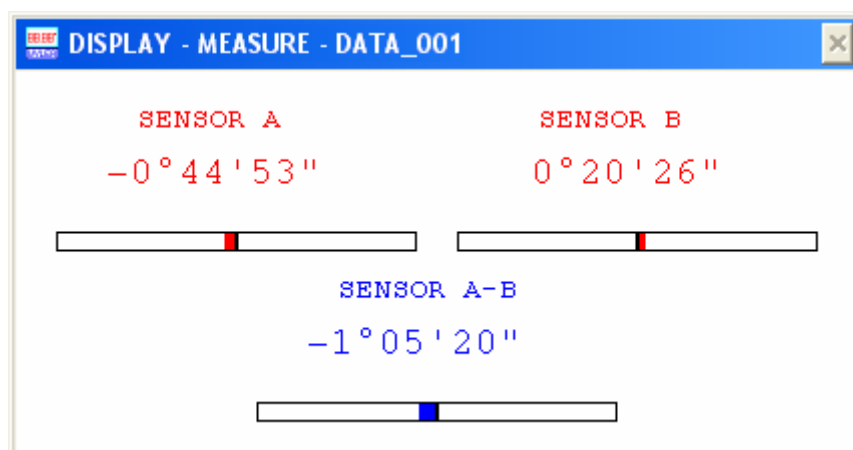 DISPLAY - MEASURE - DATA_001
SENSOR A
SENSOR B
-0°44'53"
0°20'26"
SENSOR A-B
-1°05'20"